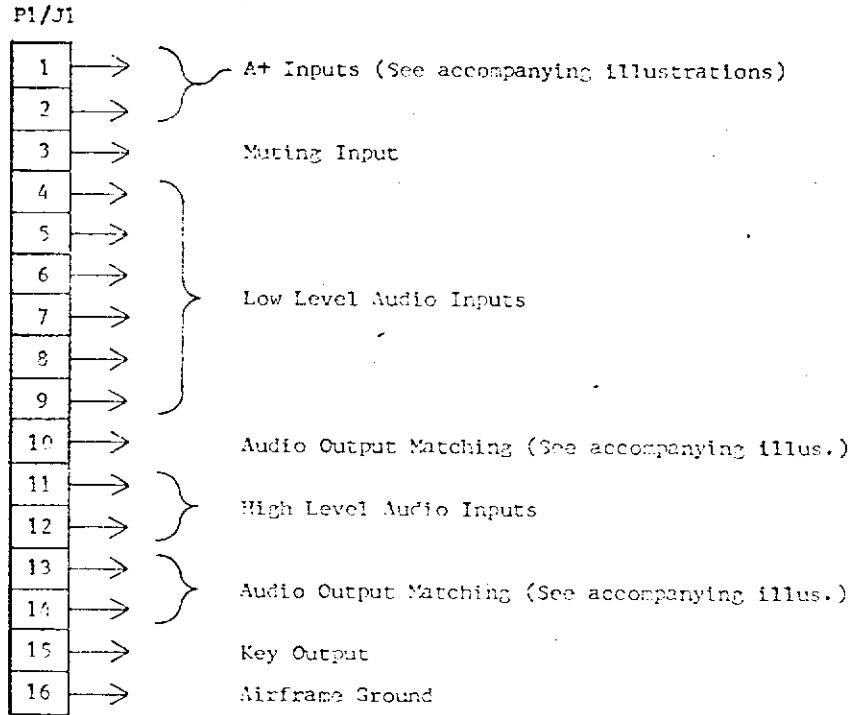 P1/J1
1
A+ Inputs (See accompanying illustrations)
2
3 Muting Input
4
5
6
Low Level Audio Inputs
7
8
9
10 Audio Output Matching (See accompanying illus.)
11
High Level Audio Inputs
12
13
Audio Output Matching (See accompanying illus.)
14
15 Key Output
16 Airframe Ground